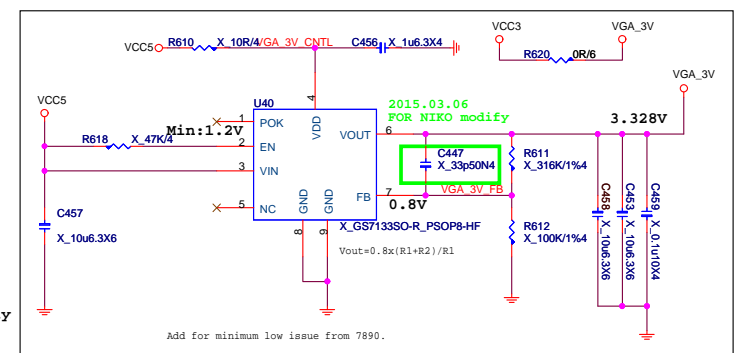 VCC3
VGA_3V
R620
0R/6
VCC5
R610
X_10R/4
VGA_3V_CNTL
C456
X_1u6.3X4
VGA_3V
VCC5
U40
2015.03.06
FOR NIKO modify
3.328V
Min:1.2V
1
POK
4
VDD
VOUT
6
R618
X_47K/4
2
EN
3
VIN
C447
X_33p50N4
R611
X_316K/1%4
FB
7
VGA_3V_FB
0.8V
5
NC
GND
8
GND
9
C457
X_10u6.3X6
X_GS7133SO-R_PSOP8-HF
R612
X_100K/1%4
C458
X_10u6.3X6
C453
X_10u6.3X6
C459
X_0.1u10X4
Vout=0.8x(R1+R2)/R1
Add for minimum low issue from 7890.